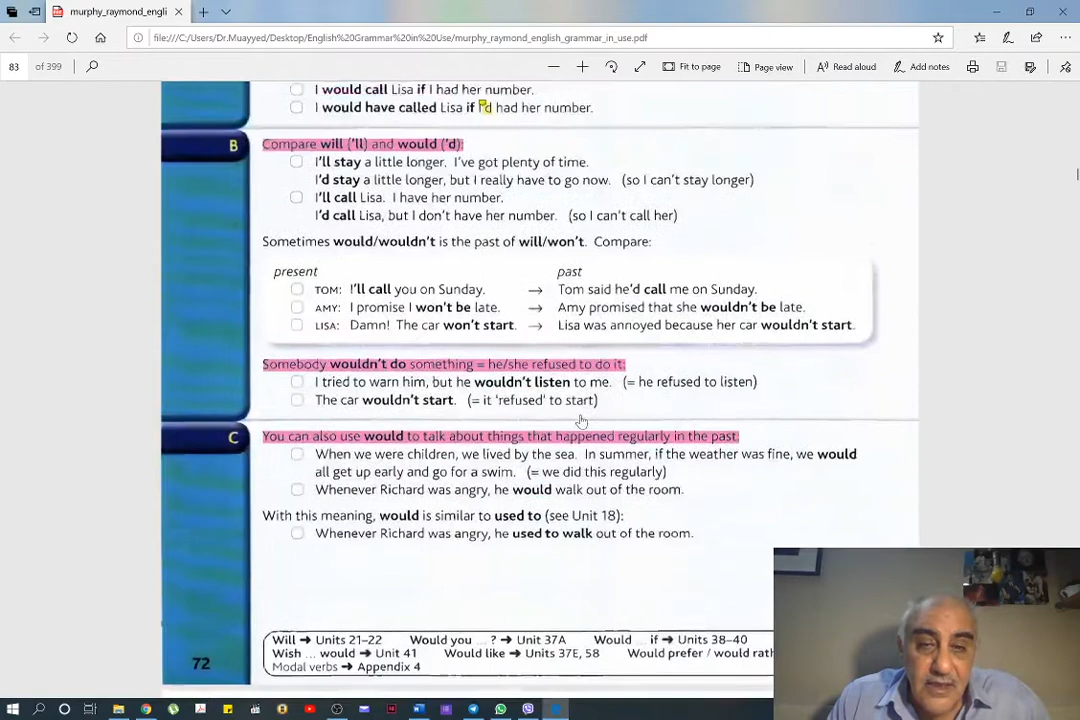 murphy_raymond_engli
file:///C:/Users/Dr.Muayyed/Desktop/English%20Grammar%20in%20Use/murphy_raymond_english_grammar_in_use.pdf
83 of 399
Fit to page
Page view
Read aloud
Add notes
I would call Lisa if I had her number.
I would have called Lisa if I'd had her number.
B
Compare will ('ll) and would ('d):
I'll stay a little longer. I've got plenty of time.
I'd stay a little longer, but I really have to go now. (so I can't stay longer)
I'll call Lisa. I have her number.
I'd call Lisa, but I don't have her number. (so I can't call her)
Sometimes would/wouldn't is the past of will/won't. Compare:
present past
TOM: I'll call you on Sunday. → Tom said he'd call me on Sunday.
AMY: I promise I won't be late. → Amy promised that she wouldn't be late.
LISA: Damn! The car won't start. → Lisa was annoyed because her car wouldn't start.
Somebody wouldn't do something = he/she refused to do it:
I tried to warn him, but he wouldn't listen to me. (= he refused to listen)
The car wouldn't start. (= it 'refused' to start)
C
You can also use would to talk about things that happened regularly in the past:
When we were children, we lived by the sea. In summer, if the weather was fine, we would
all get up early and go for a swim. (= we did this regularly)
Whenever Richard was angry, he would walk out of the room.
With this meaning, would is similar to used to (see Unit 18):
Whenever Richard was angry, he used to walk out of the room.
72
Will → Units 21–22 Would you ... ? → Unit 37A Would ... if → Units 38–40
Wish ... would → Unit 41 Would like → Units 37E, 58 Would prefer / would rath
Modal verbs → Appendix 4